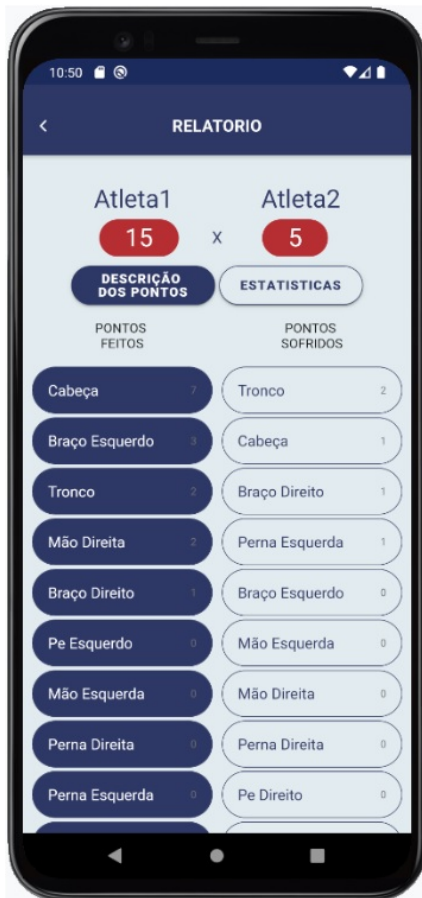 10:50
RELATORIO
Atleta1 Atleta2
15 x 5
DESCRIÇÃO
DOS PONTOS
ESTATISTICAS
PONTOS
FEITOS
PONTOS
SOFRIDOS
Cabeça 7 Tronco 2
Braço Esquerdo 3 Cabeça 1
Tronco 2 Braço Direito 1
Mão Direita 2 Perna Esquerda 1
Braço Direito 1 Braço Esquerdo 0
Pe Esquerdo 0 Mão Esquerda 0
Mão Esquerda 0 Mão Direita 0
Perna Direita 0 Perna Direita 0
Perna Esquerda 0 Pe Direito 0